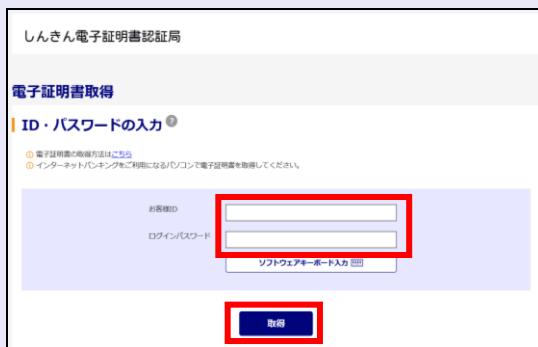 しんきん電子証明書認証局
電子証明書取得
ID・パスワードの入力 ?
電子証明書の取得方法はこちら
インターネットバンキングをご利用になるパソコンで電子証明書を取得してください。
お客様ID
ログインパスワード
ソフトウェアキーボード入力
取得